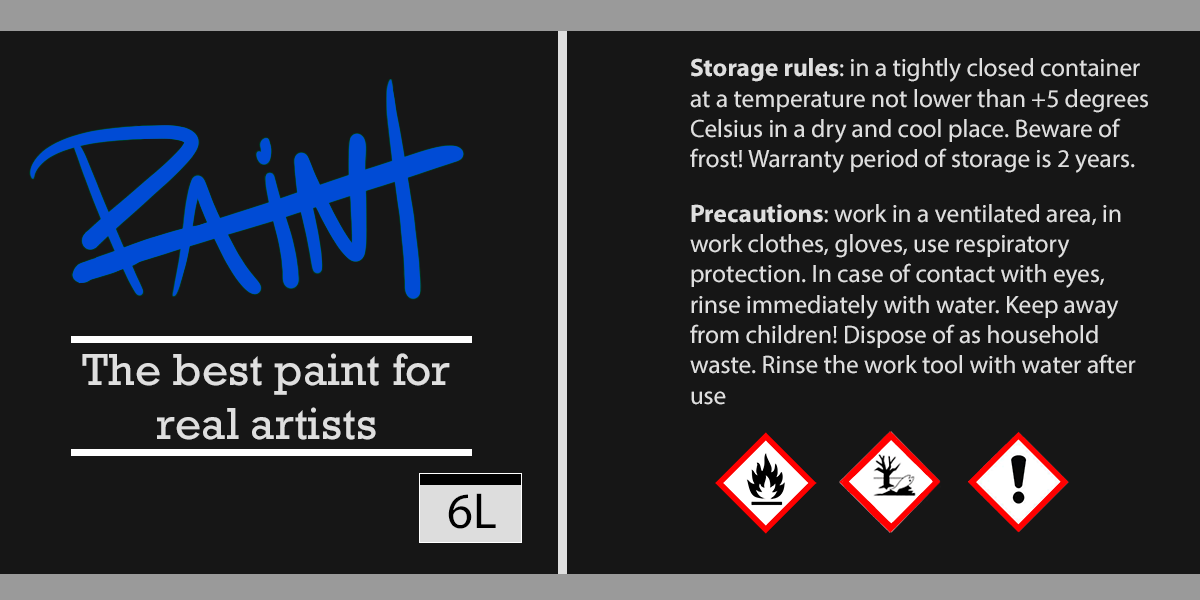 PAiNT
The best paint for
real artists
6L
Storage rules: in a tightly closed container
at a temperature not lower than +5 degrees
Celsius in a dry and cool place. Beware of
frost! Warranty period of storage is 2 years.
Precautions: work in a ventilated area, in
work clothes, gloves, use respiratory
protection. In case of contact with eyes,
rinse immediately with water. Keep away
from children! Dispose of as household
waste. Rinse the work tool with water after
use